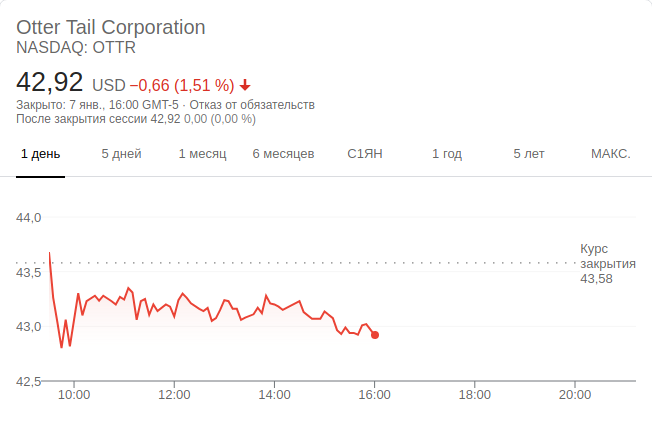 Otter Tail Corporation
NASDAQ: OTTR
42,92 USD −0,66 (1,51 %)
Закрыто: 7 янв., 16:00 GMT-5 · Отказ от обязательств
После закрытия сессии 42,92 0,00 (0,00 %)
1 день 5 дней 1 месяц 6 месяцев С1ЯН 1 год 5 лет МАКС.
44,0
Курс
закрытия
43,58
43,5
43,0
42,5
10:00 12:00 14:00 16:00 18:00 20:00